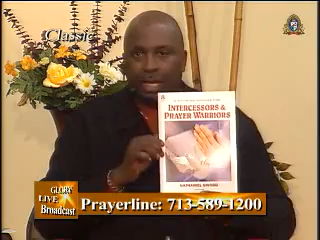 Classic
INTERCESSORS &
PRAYER WARRIORS
GLORY
LIVE
Broadcast
Prayerline: 713-589-1200